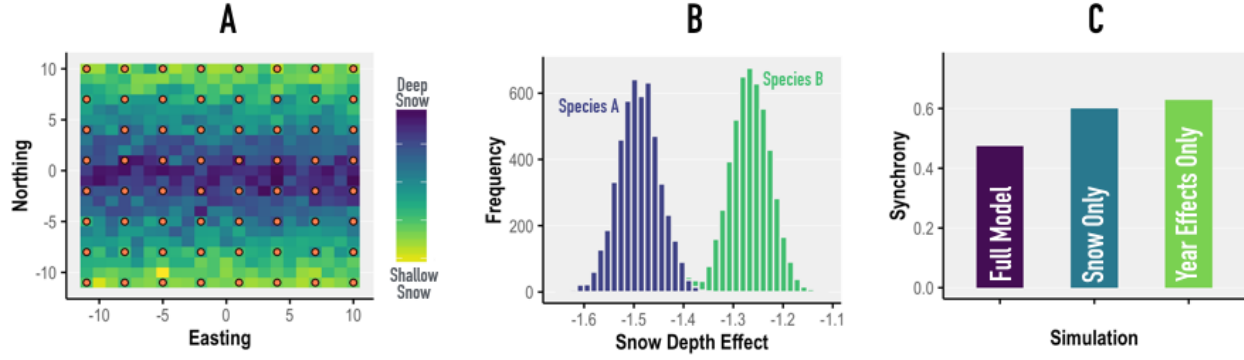 A
B
C
10
5
0
-5
-10
Northing
-10
-5
0
5
10
Easting
Deep
Snow
Shallow
Snow
600
400
200
0
Frequency
Species A
Species B
-1.6
-1.5
-1.4
-1.3
-1.2
-1.1
Snow Depth Effect
0.6
0.4
0.2
0.0
Synchrony
Full Model
Snow Only
Year Effects Only
Simulation